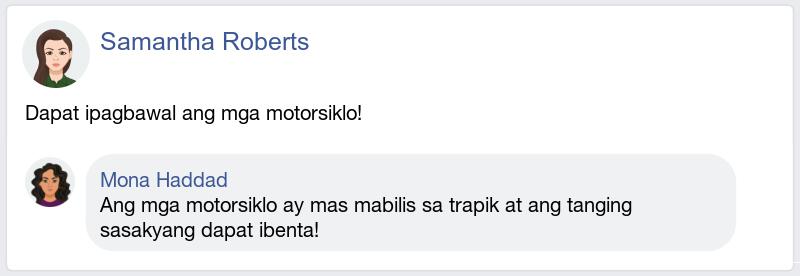 Samantha Roberts
Dapat ipagbawal ang mga motorsiklo!
Mona Haddad
Ang mga motorsiklo ay mas mabilis sa trapik at ang tanging
sasakyang dapat ibenta!